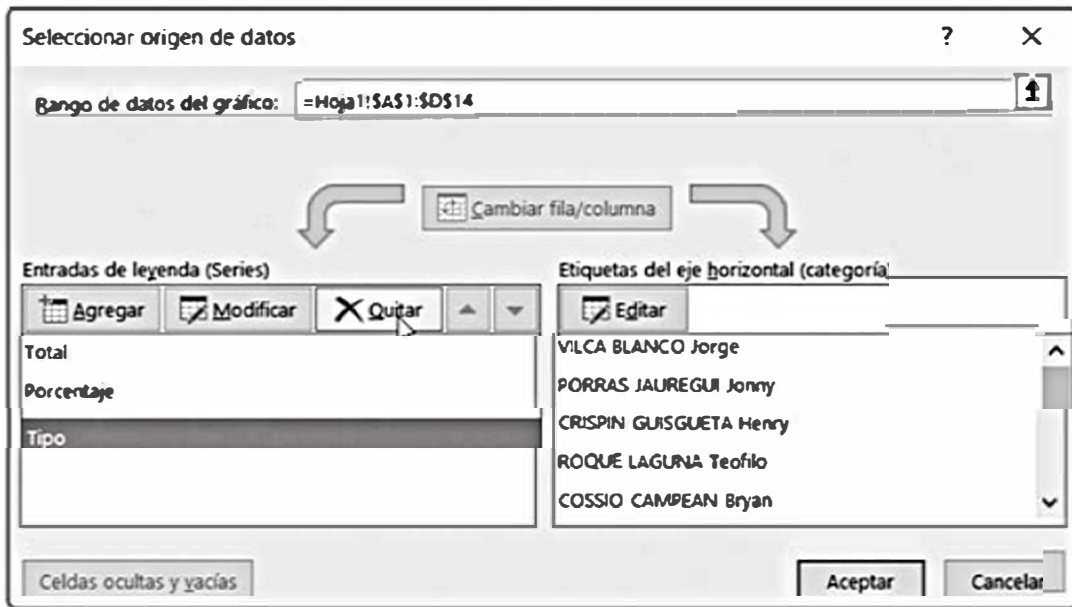 Seleccionar origen de datos ? X
Rango de datos del gráfico: =Hoja1!$A$1:$D$14
Cambiar fila/columna
Entradas de leyenda (Series)
Agregar Modificar Quitar
Total
Porcentaje
Tipo
Etiquetas del eje horizontal (categoría)
Editar
VILCA BLANCO Jorge
PORRAS JAUREGUI Jonny
CRISPIN GUISGUETA Henry
ROQUE LAGUNA Teofilo
COSSIO CAMPEAN Bryan
Celdas ocultas y vacías
Aceptar Cancelar